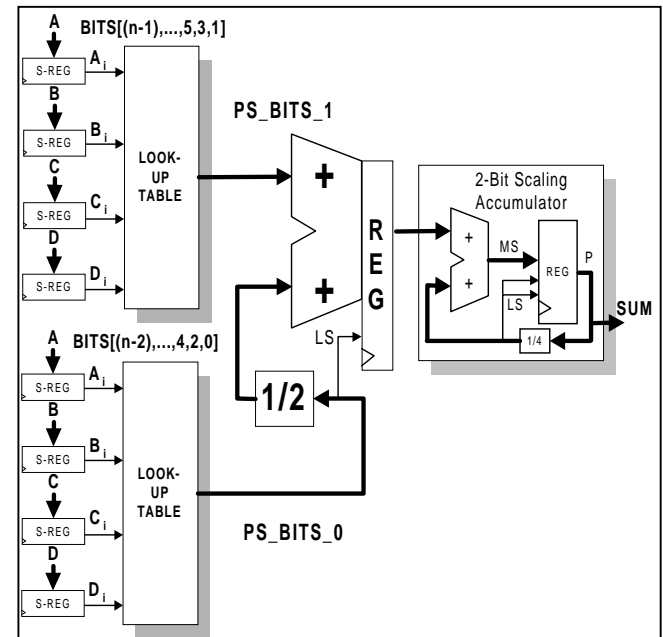 A
BITS[(n-1),...,5,3,1]
S-REG
A i
B
S-REG
B i
C
S-REG
C i
D
S-REG
D i
LOOK-
UP
TABLE
PS_BITS_1
+
+
R
E
G
LS
1/2
2-Bit Scaling
Accumulator
+
+
MS
LS
REG
P
1/4
SUM
A
BITS[(n-2),...,4,2,0]
S-REG
A i
B
S-REG
B i
C
S-REG
C i
D
S-REG
D i
LOOK-
UP
TABLE
PS_BITS_0